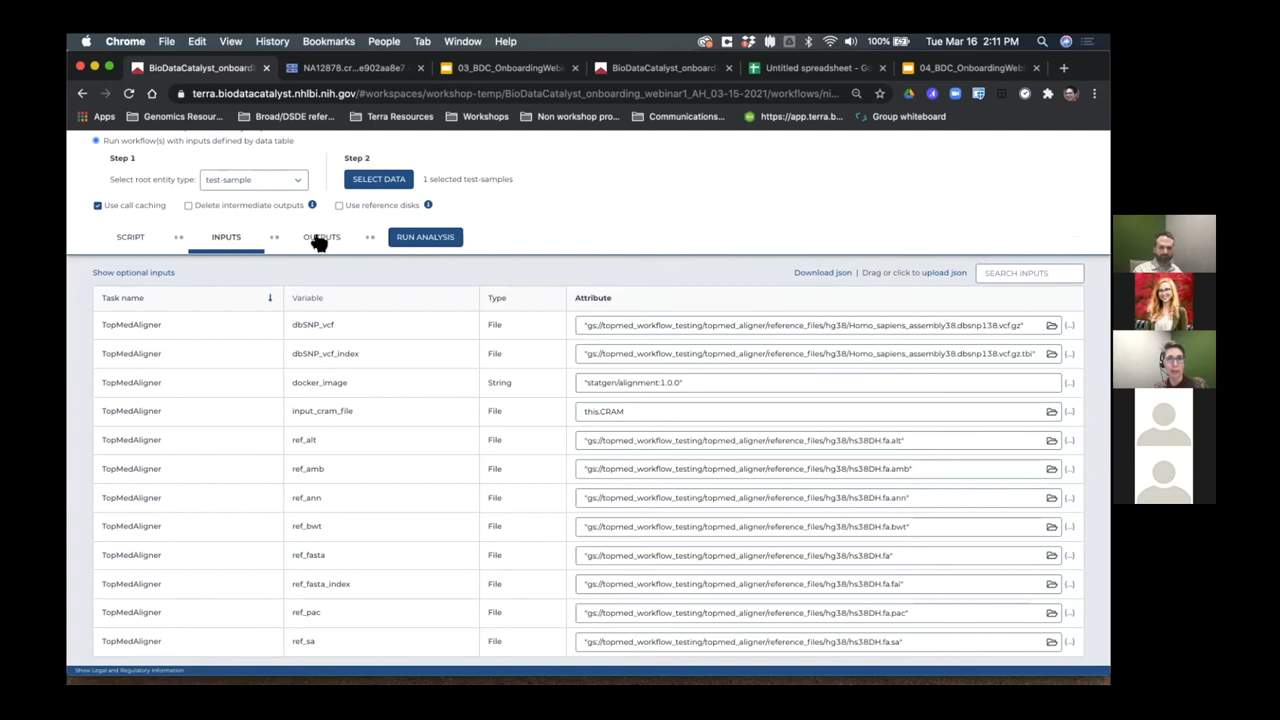 Chrome File Edit View History Bookmarks People Tab Window Help 100% Tue Mar 16 2:11 PM
BioDataCatalyst_onboardi NA12878.cr...e902aa8e7 - 03_BDC_OnboardingWebi BioDataCatalyst_onboardi Untitled spreadsheet - Go 04_BDC_OnboardingWebi
terra.biodatacatalyst.nhlbi.nih.gov/#workspaces/workshop-temp/BioDataCatalyst_onboarding_webinar1_AH_03-15-2021/workflows/ni...
Apps Genomics Resour... Broad/DSDE refer... Terra Resources Workshops Non workshop pro... Communications... https://app.terra.b... Group whiteboard
Run workflow(s) with inputs defined by data table
Step 1 Step 2
Select root entity type: test-sample SELECT DATA 1 selected test-samples
Use call caching Delete intermediate outputs Use reference disks
SCRIPT INPUTS OUTPUTS RUN ANALYSIS
Show optional inputs Download json | Drag or click to upload json SEARCH INPUTS
Task name Variable Type Attribute
TopMedAligner dbSNP_vcf File "gs://topmed_workflow_testing/topmed_aligner/reference_files/hg38/Homo_sapiens_assembly38.dbsnp138.vcf.gz" {...}
TopMedAligner dbSNP_vcf_index File "gs://topmed_workflow_testing/topmed_aligner/reference_files/hg38/Homo_sapiens_assembly38.dbsnp138.vcf.gz.tbi" {...}
TopMedAligner docker_image String "statgen/alignment:1.0.0" {...}
TopMedAligner input_cram_file File this.CRAM {...}
TopMedAligner ref_alt File "gs://topmed_workflow_testing/topmed_aligner/reference_files/hg38/hs38DH.fa.alt" {...}
TopMedAligner ref_amb File "gs://topmed_workflow_testing/topmed_aligner/reference_files/hg38/hs38DH.fa.amb" {...}
TopMedAligner ref_ann File "gs://topmed_workflow_testing/topmed_aligner/reference_files/hg38/hs38DH.fa.ann" {...}
TopMedAligner ref_bwt File "gs://topmed_workflow_testing/topmed_aligner/reference_files/hg38/hs38DH.fa.bwt" {...}
TopMedAligner ref_fasta File "gs://topmed_workflow_testing/topmed_aligner/reference_files/hg38/hs38DH.fa" {...}
TopMedAligner ref_fasta_index File "gs://topmed_workflow_testing/topmed_aligner/reference_files/hg38/hs38DH.fa.fai" {...}
TopMedAligner ref_pac File "gs://topmed_workflow_testing/topmed_aligner/reference_files/hg38/hs38DH.fa.pac" {...}
TopMedAligner ref_sa File "gs://topmed_workflow_testing/topmed_aligner/reference_files/hg38/hs38DH.fa.sa" {...}
Show Legal and Regulatory Information